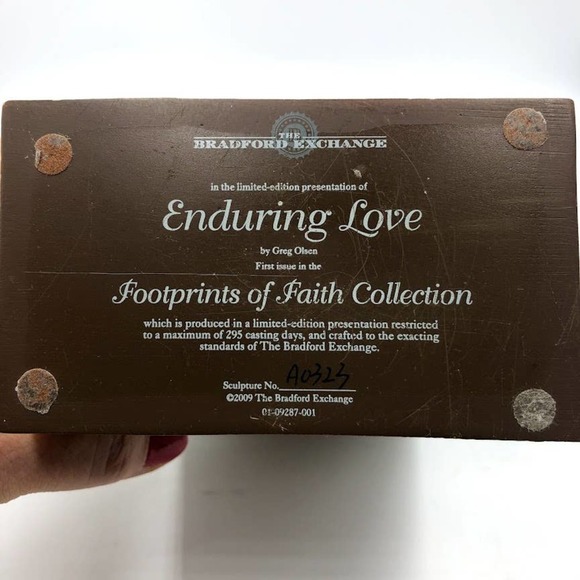 THE
BRADFORD EXCHANGE
in the limited-edition presentation of
Enduring Love
by Greg Olsen
First issue in the
Footprints of Faith Collection
which is produced in a limited-edition presentation restricted
to a maximum of 295 casting days, and crafted to the exacting
standards of The Bradford Exchange.
Sculpture No. A0323
©2009 The Bradford Exchange
01-09287-001